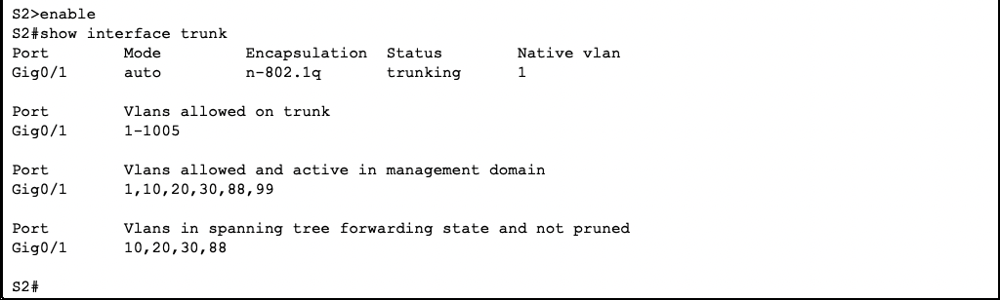 S2>enable
S2#show interface trunk
Port        Mode         Encapsulation  Status        Native vlan
Gig0/1      auto         n-802.1q       trunking      1
Port        Vlans allowed on trunk
Gig0/1      1-1005
Port        Vlans allowed and active in management domain
Gig0/1      1,10,20,30,88,99
Port        Vlans in spanning tree forwarding state and not pruned
Gig0/1      10,20,30,88
S2#